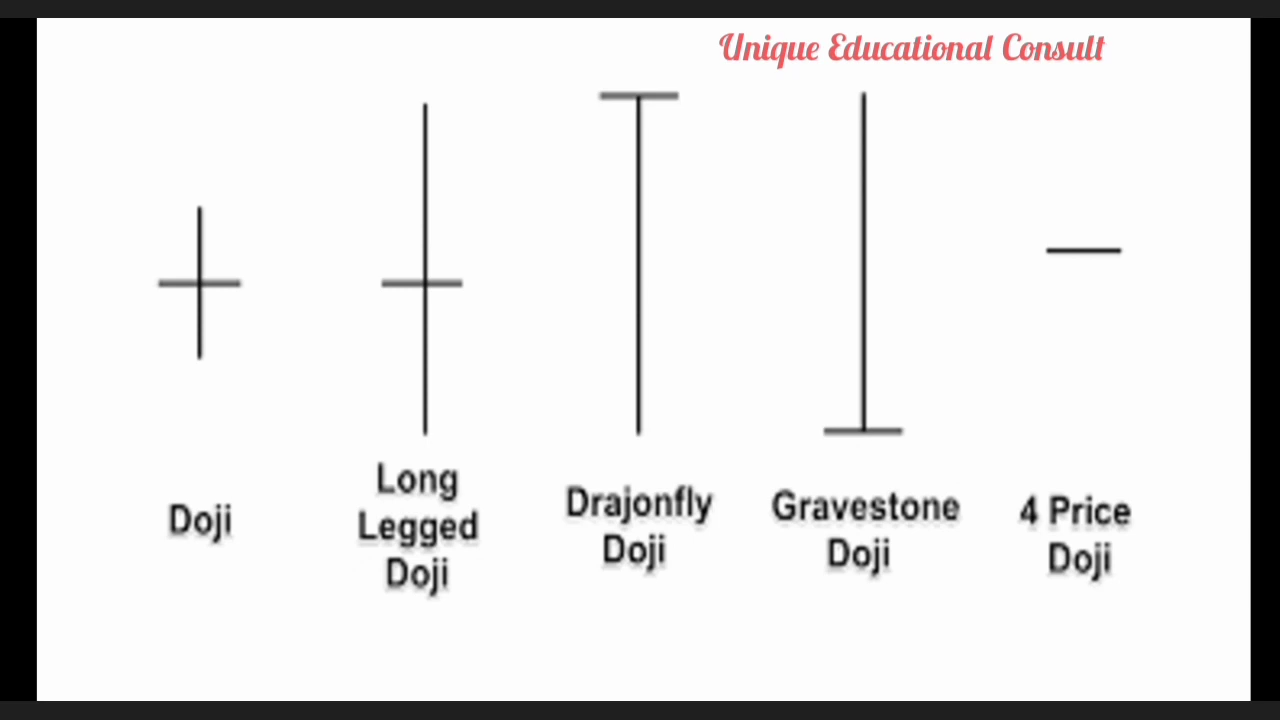 Unique Educational Consult
Doji
Long
Legged
Doji
Drajonfly
Doji
Gravestone
Doji
4 Price
Doji